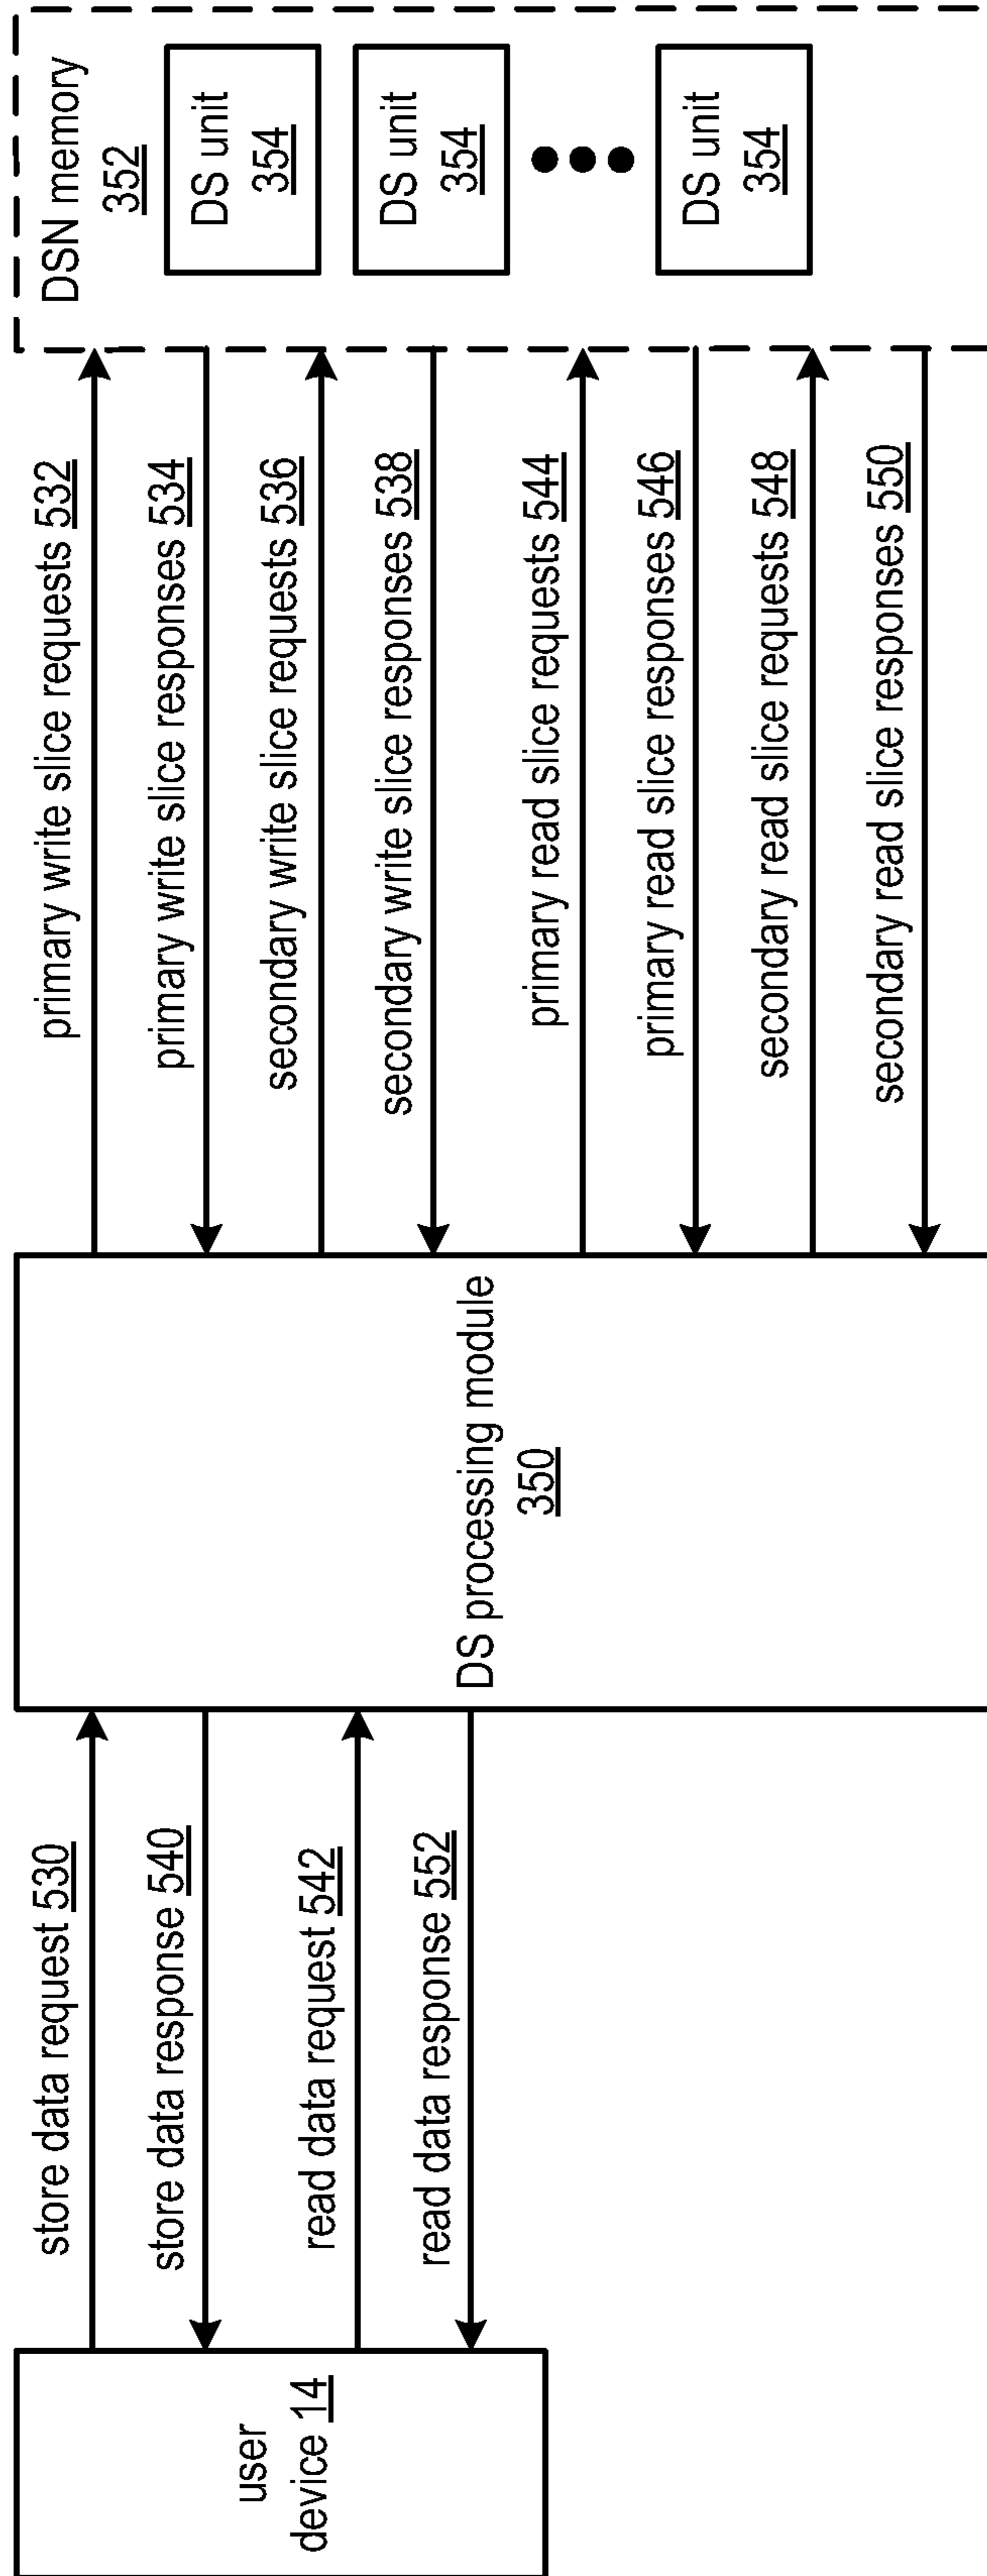 user
device 14
store data request 530
store data response 540
read data request 542
read data response 552
DS processing module
350
primary write slice requests 532
primary write slice responses 534
secondary write slice requests 536
secondary write slice responses 538
primary read slice requests 544
primary read slice responses 546
secondary read slice requests 548
secondary read slice responses 550
DSN memory
352
DS unit
354
DS unit
354
DS unit
354